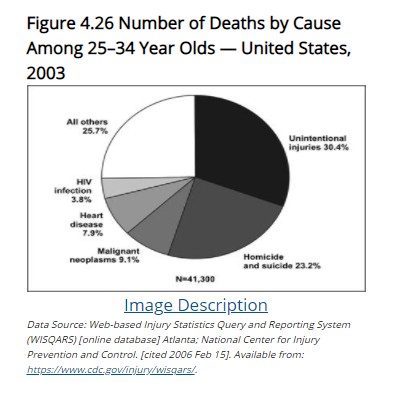 Figure 4.26 Number of Deaths by Cause
Among 25–34 Year Olds — United States,
2003
All others
25.7%
Unintentional
injuries 30.4%
HIV
infection
3.8%
Heart
disease
7.9%
Malignant
neoplasms 9.1%
Homicide
and suicide 23.2%
N=41,300
Image Description
Data Source: Web-based Injury Statistics Query and Reporting System
(WISQARS) [online database] Atlanta; National Center for Injury
Prevention and Control. [cited 2006 Feb 15]. Available from:
https://www.cdc.gov/injury/wisqars/.